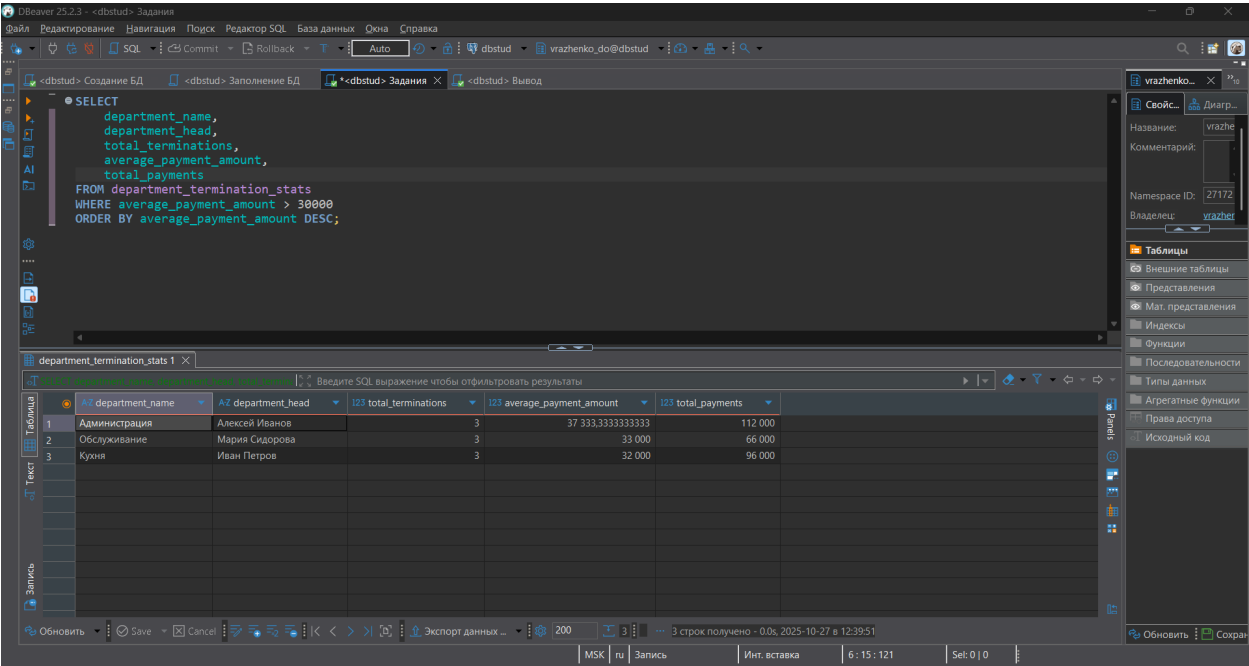 DBeaver 25.2.3 - <dbstud> Задания
Файл Редактирование Навигация Поиск Редактор SQL База данных Окна Справка
SQL Commit Rollback T Auto dbstud vrazhenko_do@dbstud
<dbstud> Создание БД <dbstud> Заполнение БД *<dbstud> Задания <dbstud> Вывод
SELECT
department_name,
department_head,
total_terminations,
average_payment_amount,
total_payments
FROM department_termination_stats
WHERE average_payment_amount > 30000
ORDER BY average_payment_amount DESC;
AI
vrazhenko... 10
Свойс... Диагр...
Название: vrazhe
Комментарий:
Namespace ID: 27172
Владелец: vrazher
Таблицы
Внешние таблицы
Представления
Мат. представления
Индексы
Функции
Последовательности
Типы данных
Агрегатные функции
Права доступа
Исходный код
Обновить Сохран
department_termination_stats 1
Введите SQL выражение чтобы отфильтровать результаты
Таблица
Текст
Запись
A-Z department_name A-Z department_head 123 total_terminations 123 average_payment_amount 123 total_payments
1 Администрация Алексей Иванов 3 37 333,3333333333 112 000
2 Обслуживание Мария Сидорова 3 33 000 66 000
3 Кухня Иван Петров 3 32 000 96 000
Panels
Обновить Save Cancel Экспорт данных ... 200 3 ... 3 строк получено - 0.0s, 2025-10-27 в 12:39:51
MSK ru Запись Инт. вставка 6 : 15 : 121 Sel: 0 | 0